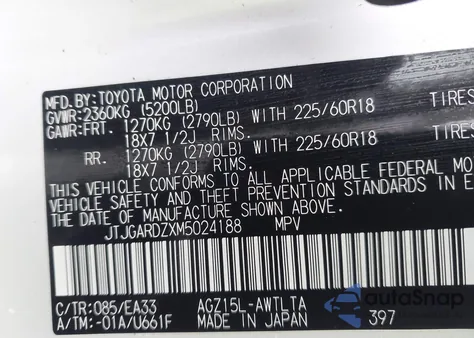 MFD.BY:TOYOTA MOTOR CORPORATION
GVWR:2360KG (5200LB)
GAWR:FRT. 1270KG (2790LB) WITH 225/60R18 TIRES
18X7 1/2J RIMS.
RR. 1270KG (2790LB) WITH 225/60R18 TIRES
18X7 1/2J RIMS.
THIS VEHICLE CONFORMS TO ALL APPLICABLE FEDERAL MO
VEHICLE SAFETY AND THEFT PREVENTION STANDARDS IN E
OF MANUFACTURE SHOWN ABOVE.
JTJGARDZXM5024188 MPV
C/TR:085/EA33 AGZ15L-AWTLTA
A/TM:-01A/U661F MADE IN JAPAN 397
autoSnap